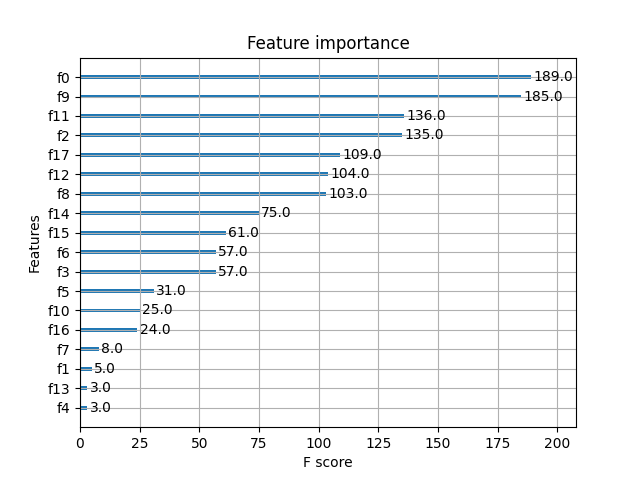 Feature importance
f0 189.0
f9 185.0
f11 136.0
f2 135.0
f17 109.0
f12 104.0
f8 103.0
f14 75.0
f15 61.0
f6 57.0
f3 57.0
f5 31.0
f10 25.0
f16 24.0
f7 8.0
f1 5.0
f13 3.0
f4 3.0
Features
0 25 50 75 100 125 150 175 200
F score